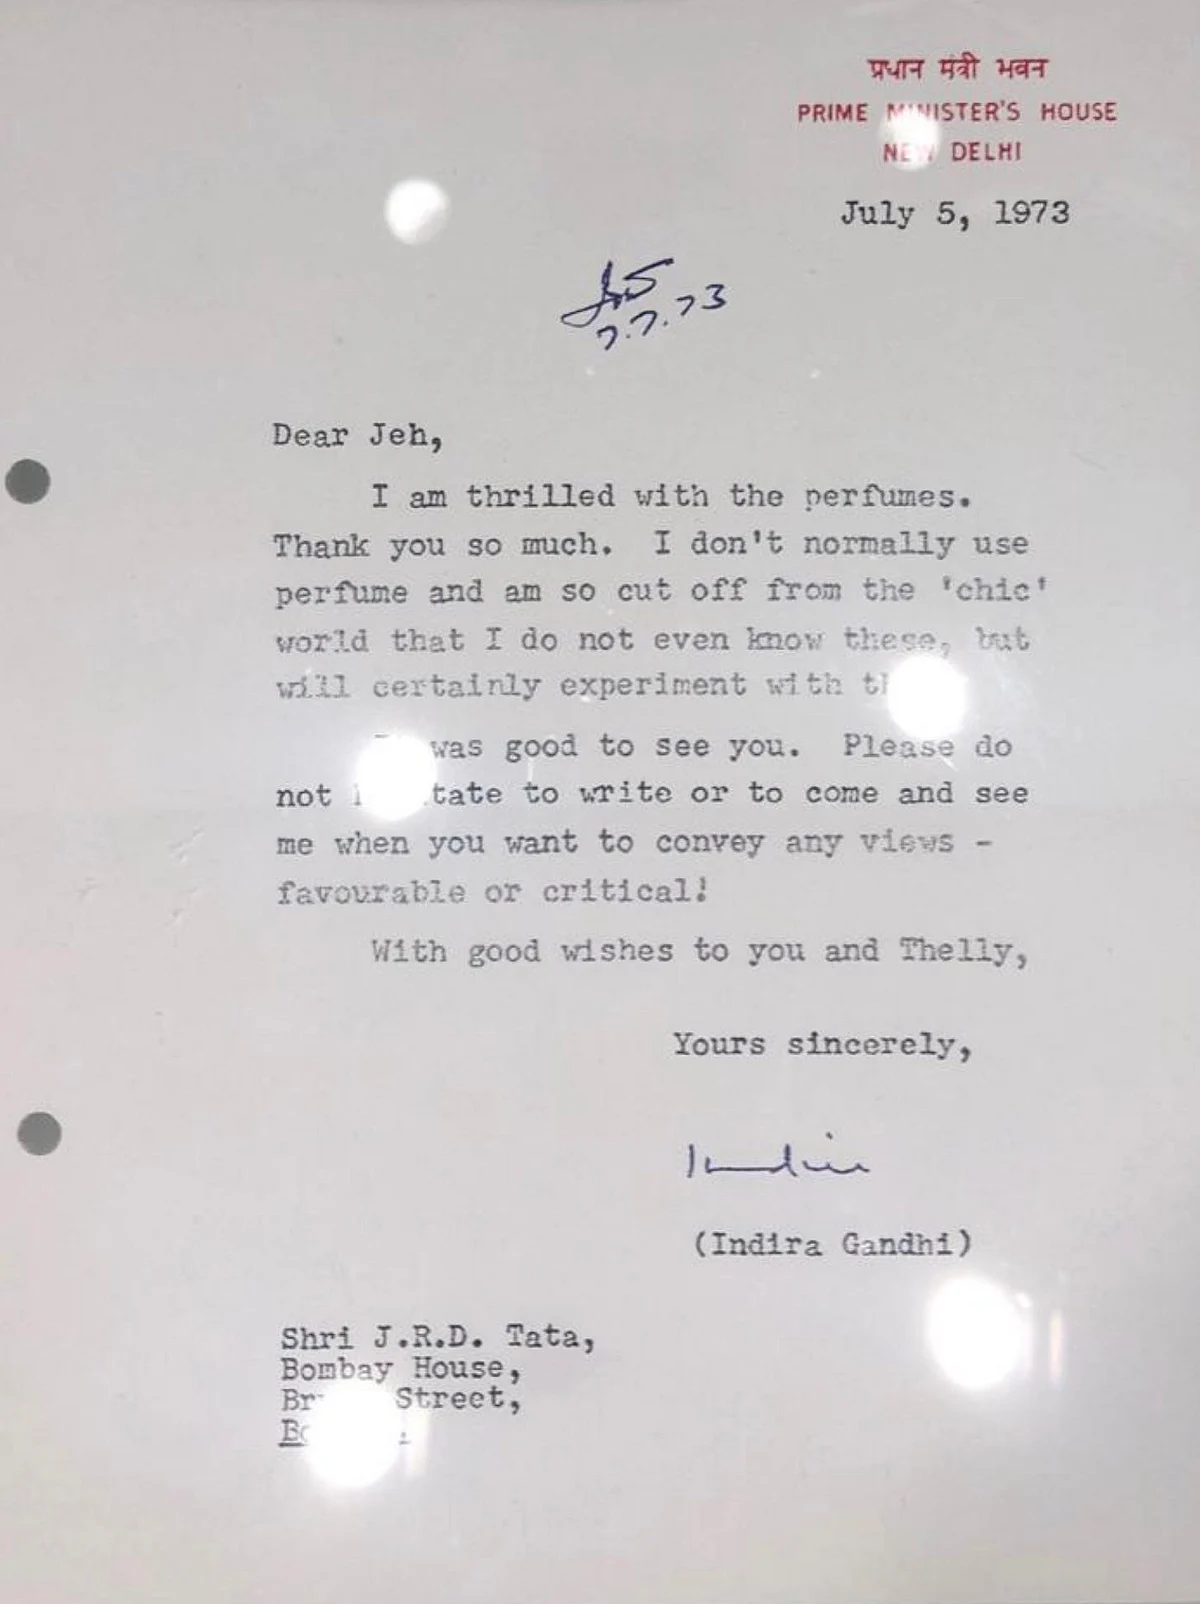 प्रधान मंत्री भवन
PRIME MINISTER'S HOUSE
NEW DELHI
July 5, 1973
7.7.73
Dear Jeh,
I am thrilled with the perfumes.
Thank you so much. I don't normally use
perfume and am so cut off from the 'chic'
world that I do not even know these, but
will certainly experiment with
was good to see you. Please do
not to write or to come and see
me when you want to convey any views -
favourable or critical!
With good wishes to you and Thelly,
Yours sincerely,
Indira
(Indira Gandhi)
Shri J.R.D. Tata,
Bombay House,
Street,